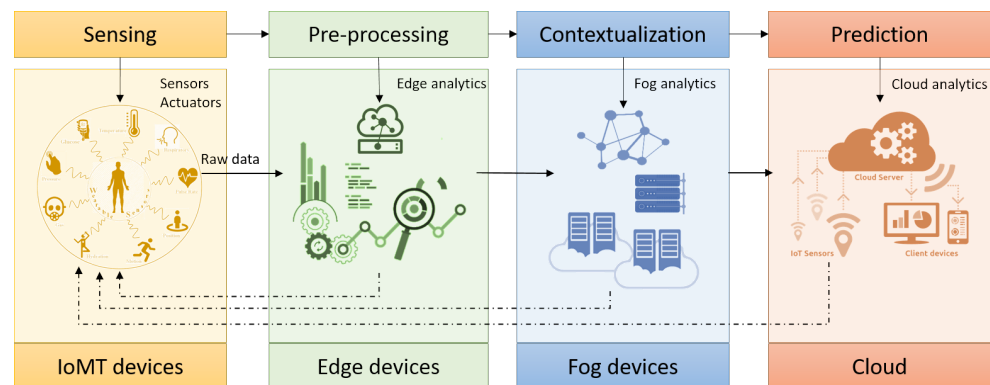 Sensing
Pre-processing
Contextualization
Prediction
Sensors
Actuators
Edge analytics
Fog analytics
Cloud analytics
Raw data
Cloud Server
IoT Sensors
Client devices
IoMT devices
Edge devices
Fog devices
Cloud